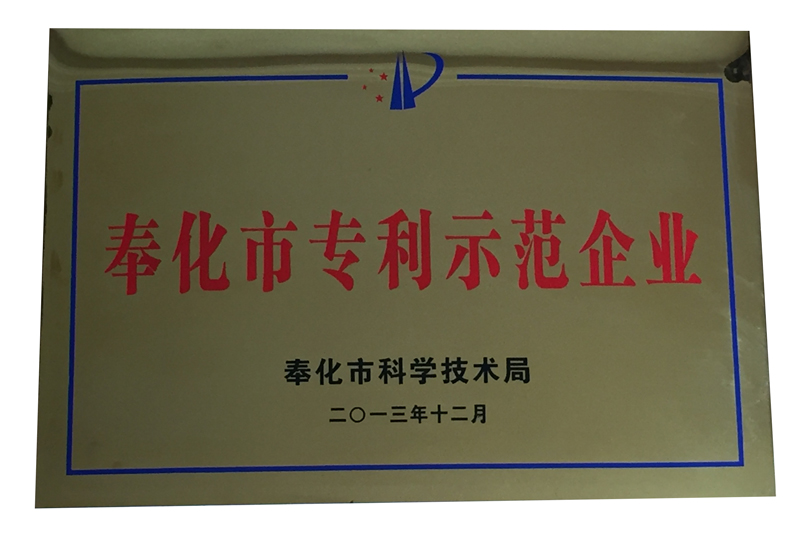 奉化市专利示范企业
奉化市科学技术局
二〇一三年十二月